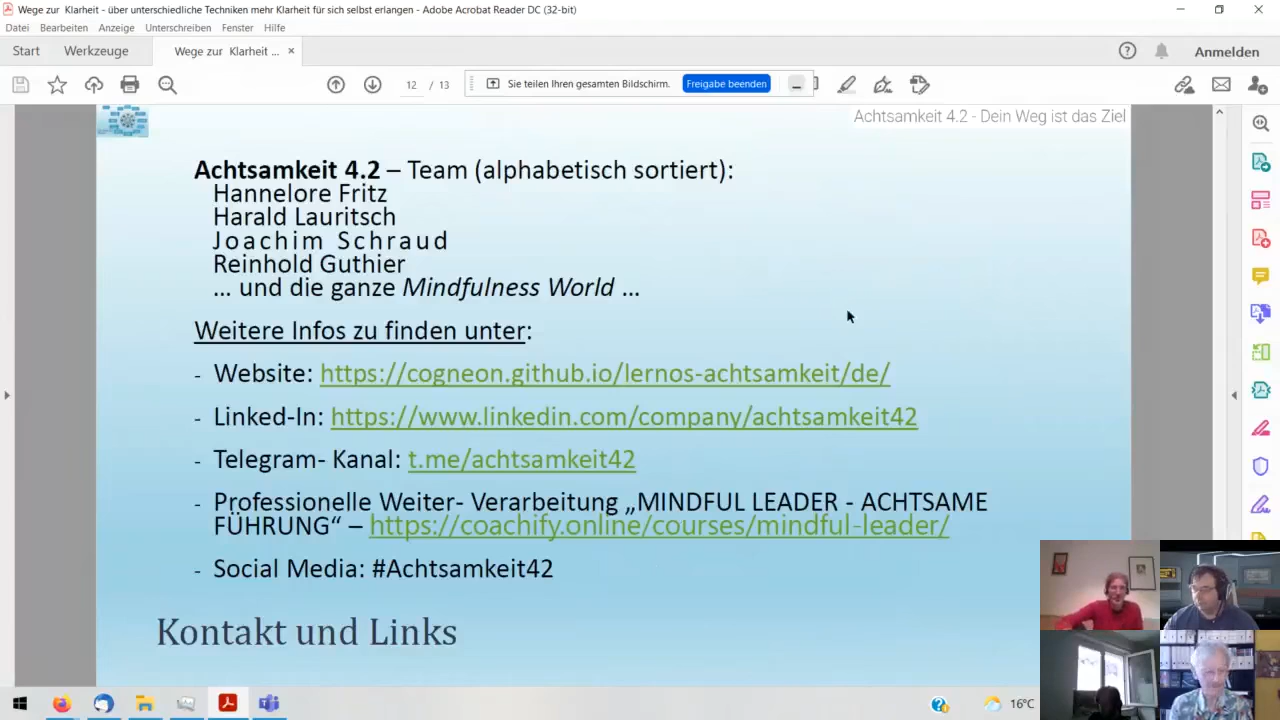 Wege zur Klarheit - über unterschiedliche Techniken mehr Klarheit für sich selbst erlangen - Adobe Acrobat Reader DC (32-bit)
Datei Bearbeiten Anzeige Unterschreiben Fenster Hilfe
Start Werkzeuge Wege zur Klarheit ... × Anmelden
12 / 13 Sie teilen Ihren gesamten Bildschirm. Freigabe beenden
Achtsamkeit 4.2 - Dein Weg ist das Ziel
Achtsamkeit 4.2 – Team (alphabetisch sortiert):
Hannelore Fritz
Harald Lauritsch
Joachim Schraud
Reinhold Guthier
... und die ganze Mindfulness World ...
Weitere Infos zu finden unter:
- Website: https://cogneon.github.io/lernos-achtsamkeit/de/
- Linked-In: https://www.linkedin.com/company/achtsamkeit42
- Telegram- Kanal: t.me/achtsamkeit42
- Professionelle Weiter- Verarbeitung „MINDFUL LEADER - ACHTSAME
FÜHRUNG“ – https://coachify.online/courses/mindful-leader/
- Social Media: #Achtsamkeit42
Kontakt und Links
16°C